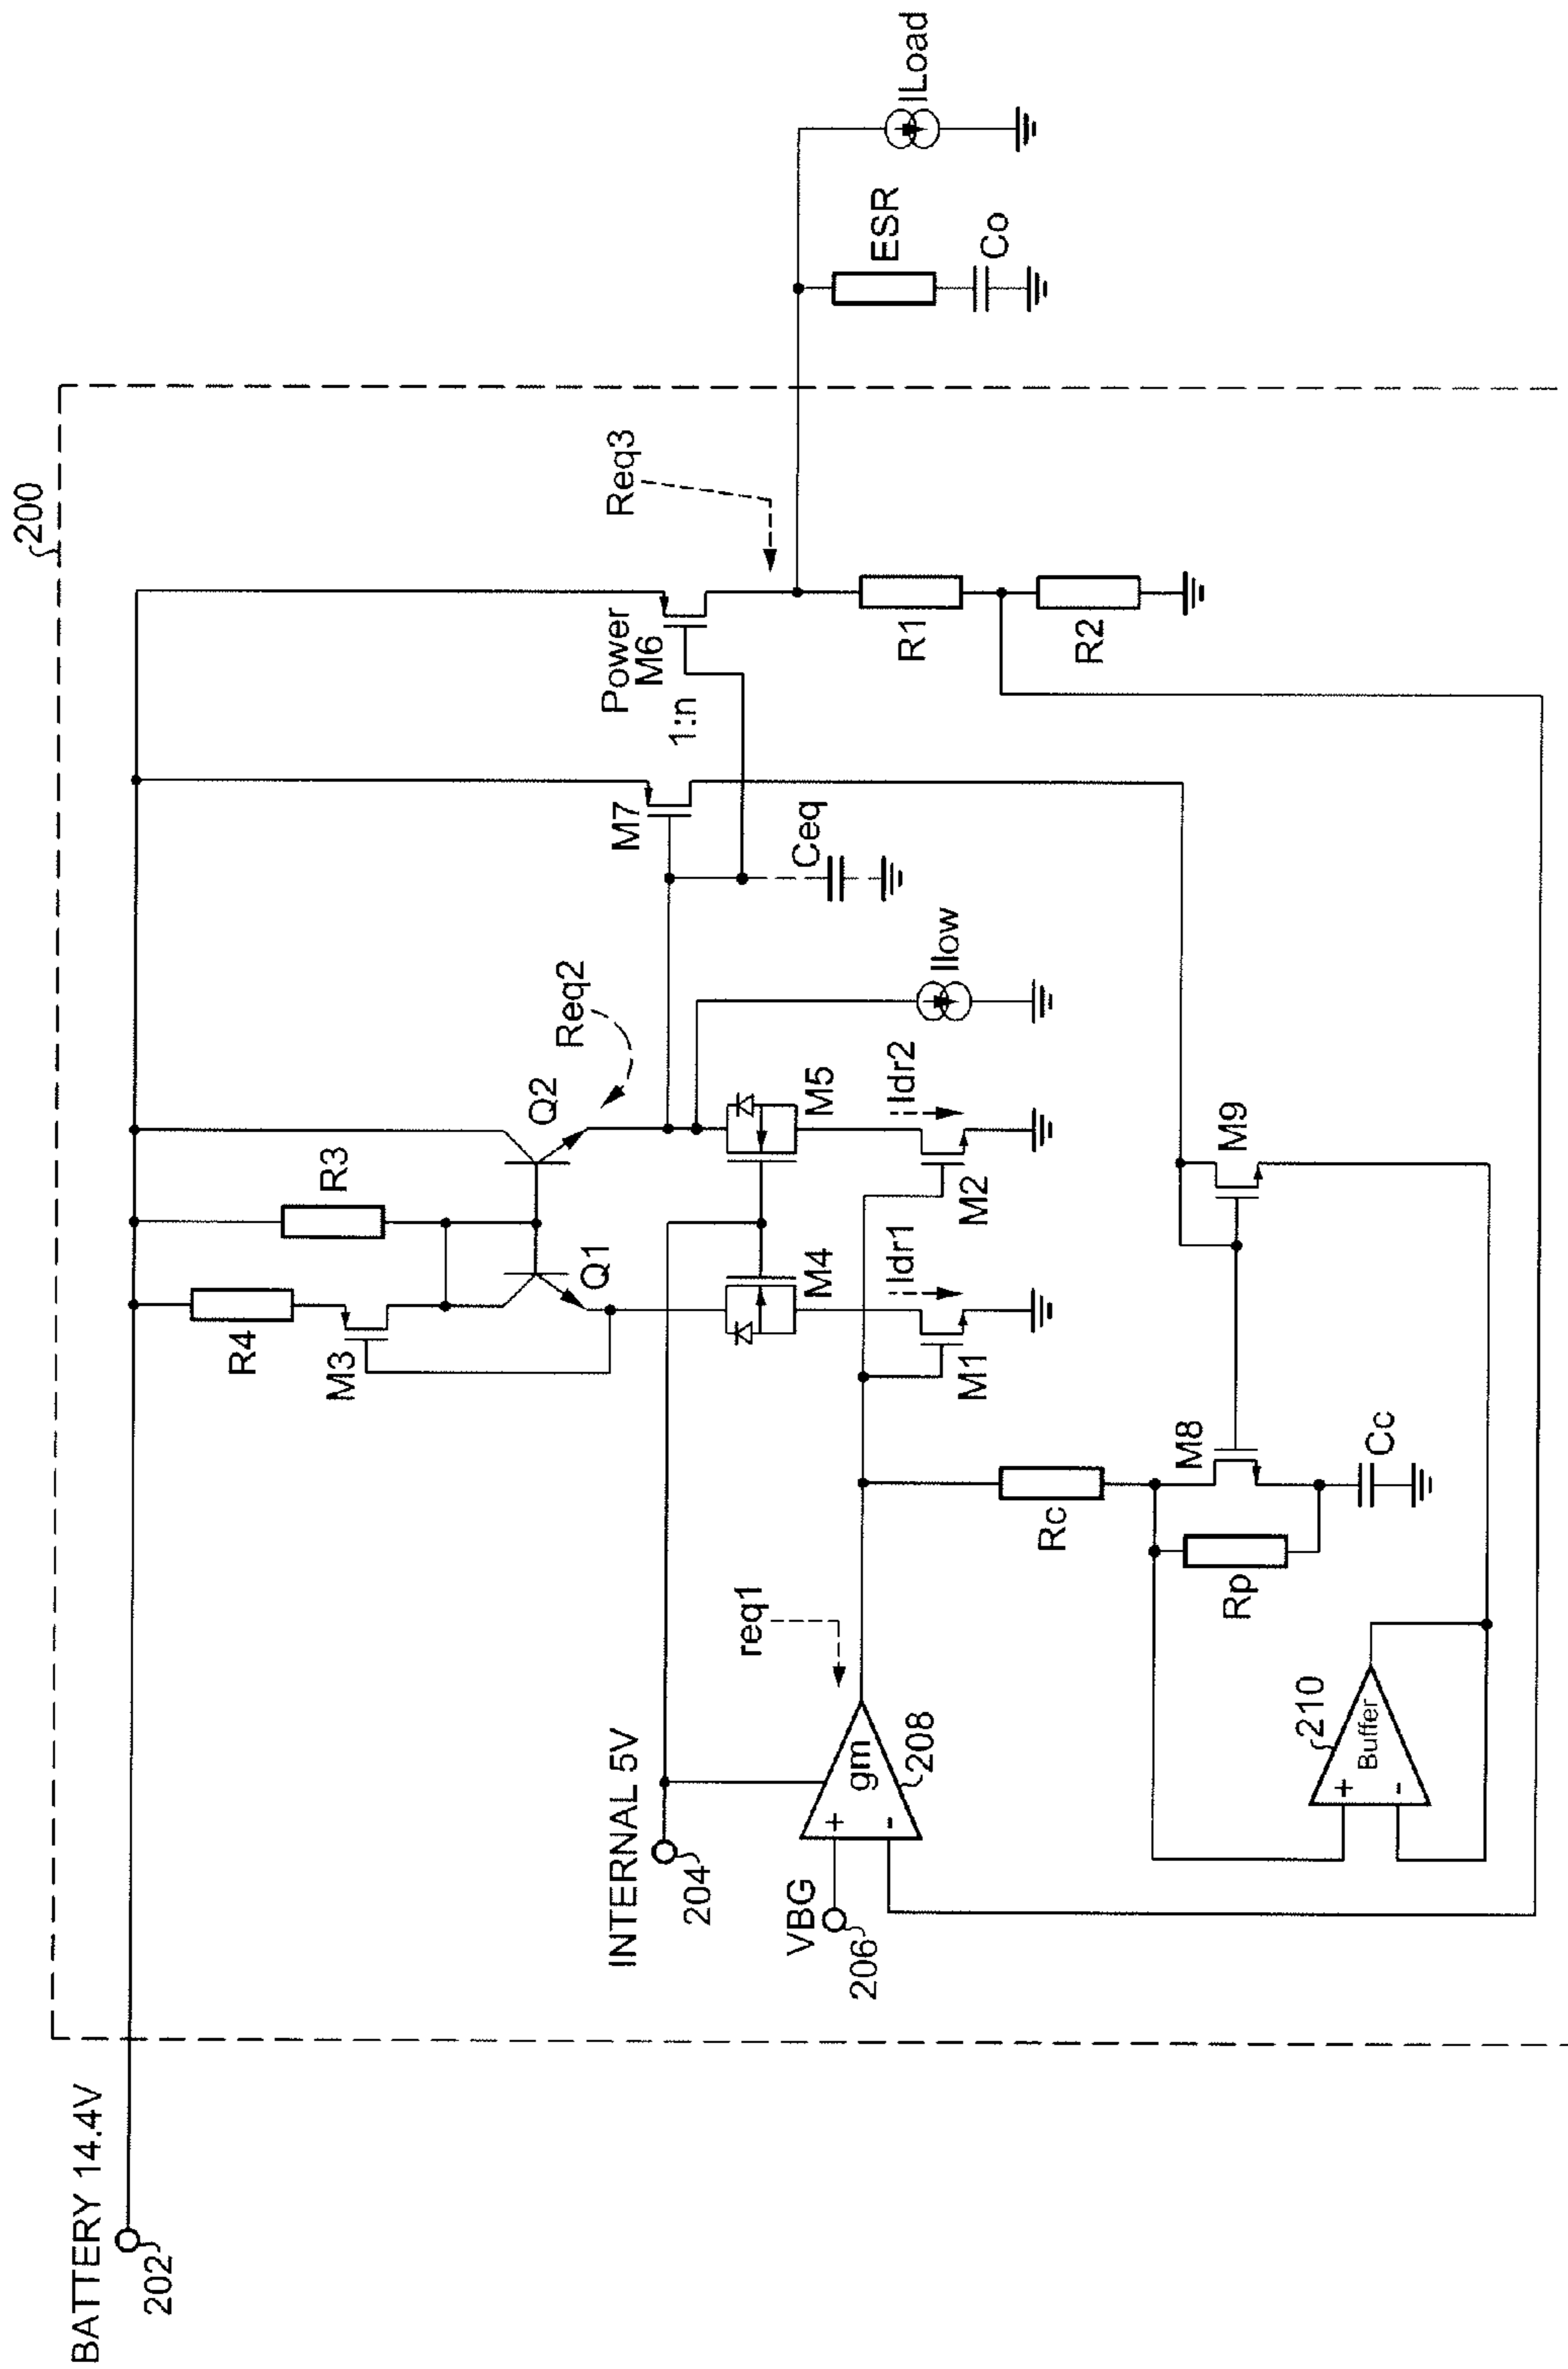 200
BATTERY 14.4V
202
R4
R3
M3
Q1
Q2
Req2
INTERNAL 5V
204
M4
M5
Idr1
Idr2
Ilow
M7
Ceq
Power
M6
1:n
Req3
R1
R2
ESR
Co
ILoad
VBG
206
+
-
gm
208
req1
M1
M2
Rc
Rp
M8
Cc
M9
210
Buffer
+
-